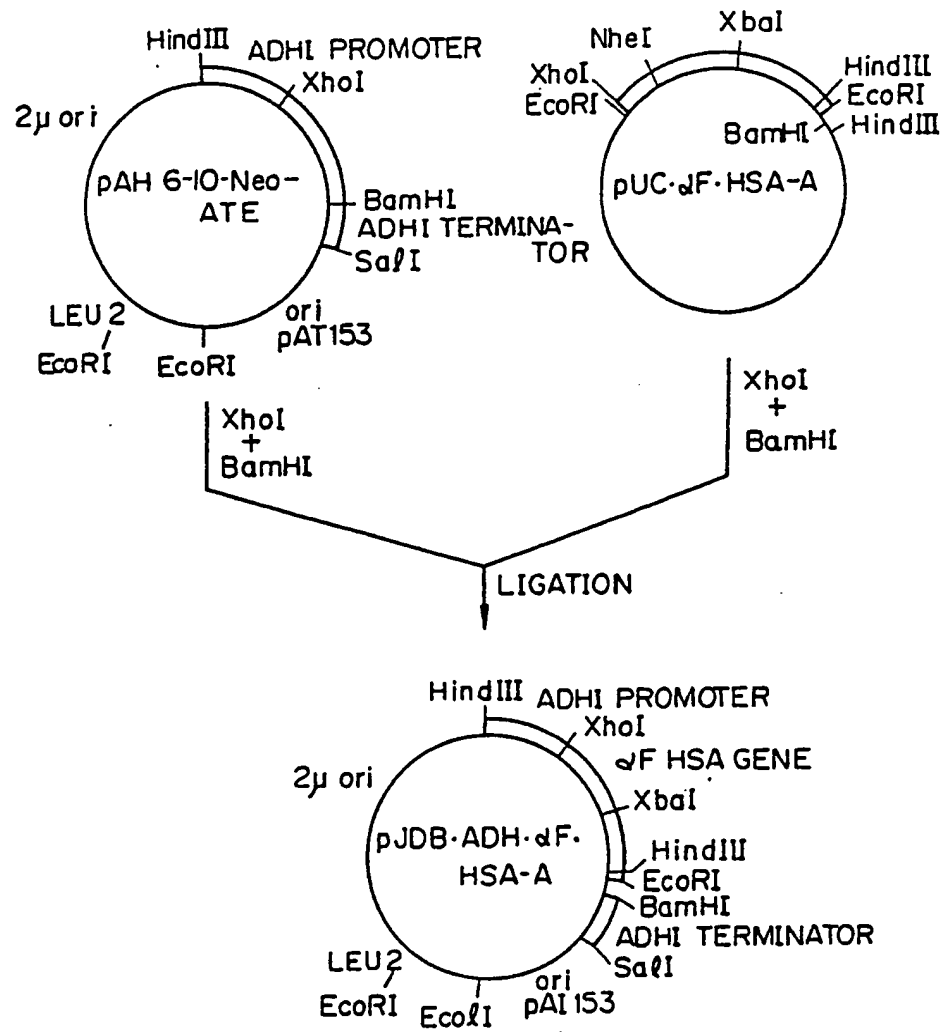 HindIII
ADHI PROMOTER
XhoI
2μ ori
pAH 6-10-Neo-
ATE
BamHI
ADHI TERMINA-
TOR
SalI
LEU2
EcoRI
EcoRI
ori
pAT153
XbaI
NheI
XhoI
EcoRI
HindIII
EcoRI
BamHI
HindIII
pUC·αF·HSA-A
XhoI
+
BamHI
XhoI
+
BamHI
LIGATION
HindIII
ADHI PROMOTER
XhoI
αF HSA GENE
2μ ori
XbaI
pJDB·ADH·αF·
HSA-A
HindIII
EcoRI
BamHI
ADHI TERMINATOR
SalI
LEU2
EcoRI
EcolI
ori
pAI153